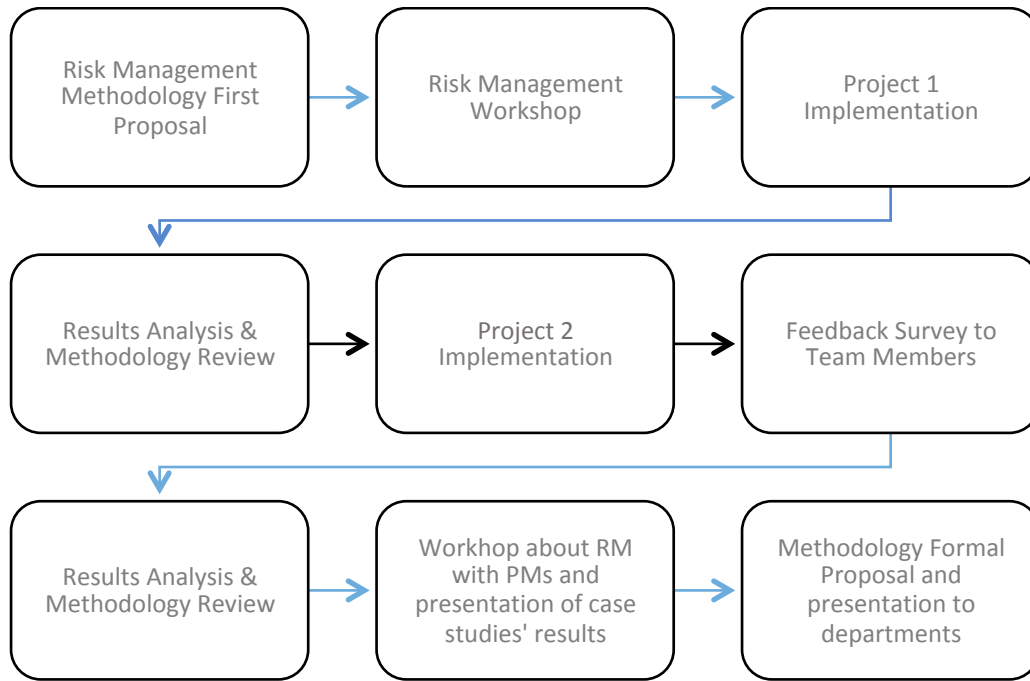 Risk Management
Methodology First
Proposal
Risk Management
Workshop
Project 1
Implementation
Results Analysis &
Methodology Review
Project 2
Implementation
Feedback Survey to
Team Members
Results Analysis &
Methodology Review
Workhop about RM
with PMs and
presentation of case
studies' results
Methodology Formal
Proposal and
presentation to
departments